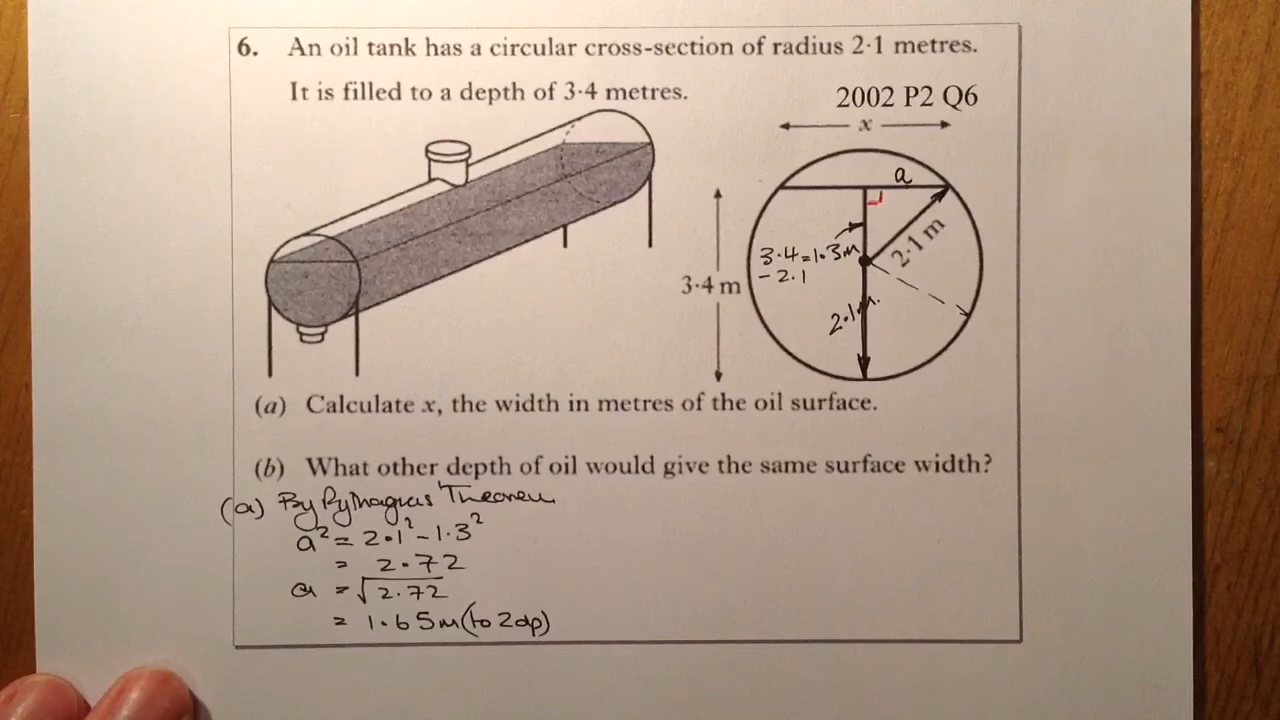 6. An oil tank has a circular cross-section of radius 2·1 metres.
It is filled to a depth of 3·4 metres.
2002 P2 Q6
x
a
2·1 m
3·4=1·3m
-2·1
3·4 m
2·1m.
(a) Calculate x, the width in metres of the oil surface.
(b) What other depth of oil would give the same surface width?
(a) By Pythagoras' Theorem
a² = 2·1² - 1·3²
= 2·72
a = √2·72
= 1·65m (to 2dp)